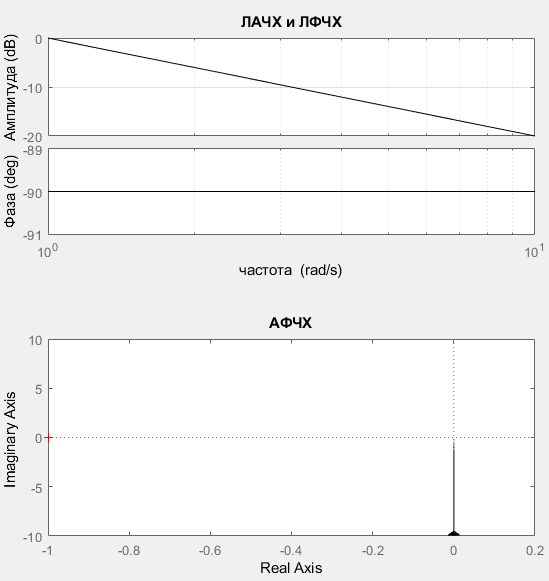 ЛАЧХ и ЛФЧХ
Амплитуда (dB)
0
-10
-20
Фаза (deg)
-89
-90
-91
10^0
10^1
частота (rad/s)
АФЧХ
Imaginary Axis
10
5
0
-5
-10
-1
-0.8
-0.6
-0.4
-0.2
0
0.2
Real Axis